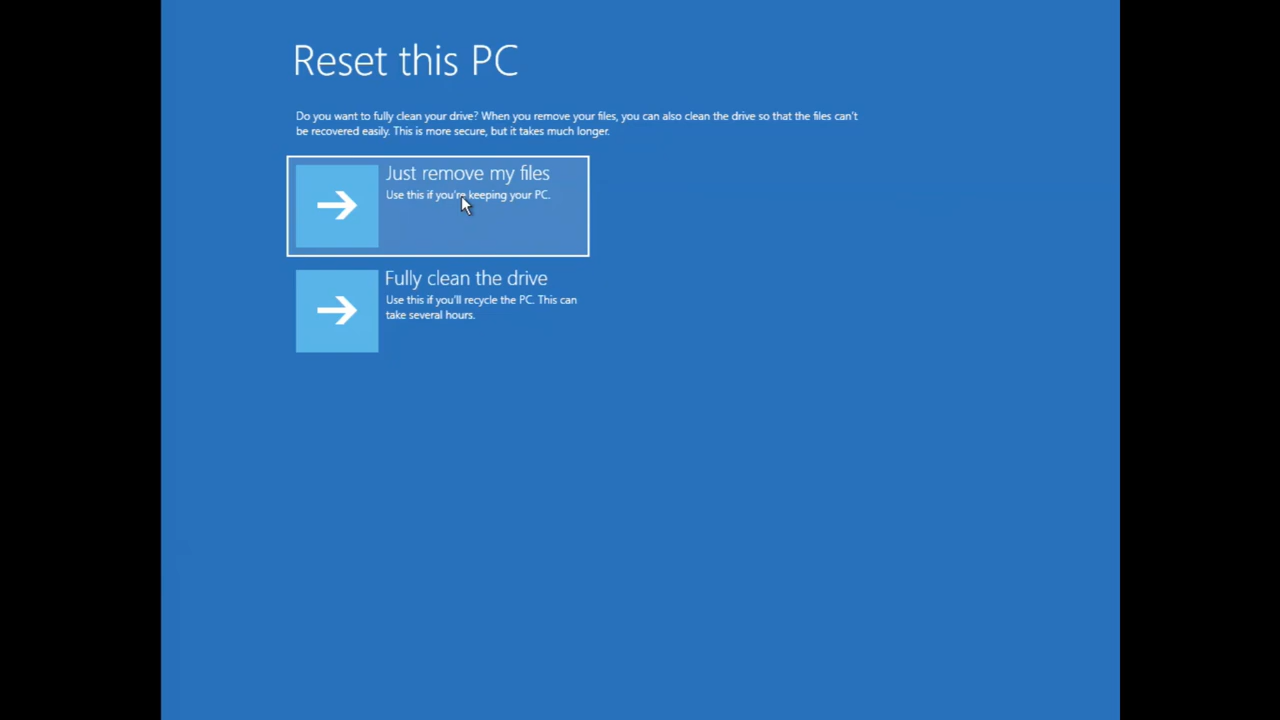 Reset this PC
Do you want to fully clean your drive? When you remove your files, you can also clean the drive so that the files can't
be recovered easily. This is more secure, but it takes much longer.
Just remove my files
Use this if you're keeping your PC.
Fully clean the drive
Use this if you'll recycle the PC. This can
take several hours.